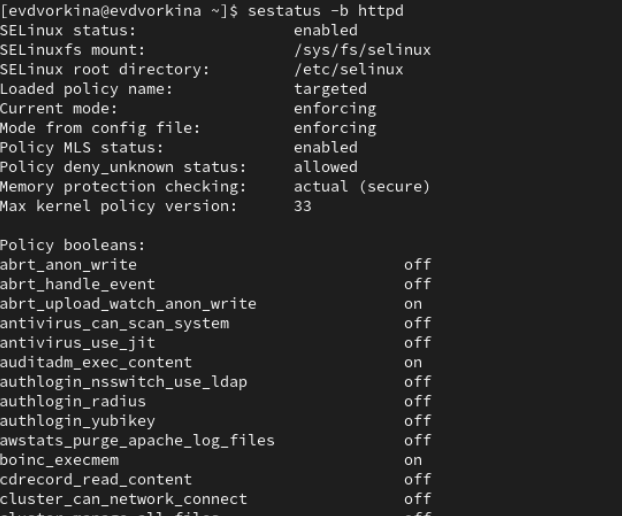 [evdvorkina@evdvorkina ~]$ sestatus -b httpd
SELinux status:                 enabled
SELinuxfs mount:                /sys/fs/selinux
SELinux root directory:         /etc/selinux
Loaded policy name:             targeted
Current mode:                   enforcing
Mode from config file:          enforcing
Policy MLS status:              enabled
Policy deny_unknown status:     allowed
Memory protection checking:     actual (secure)
Max kernel policy version:      33

Policy booleans:
abrt_anon_write                             off
abrt_handle_event                           off
abrt_upload_watch_anon_write                on
antivirus_can_scan_system                   off
antivirus_use_jit                           off
auditadm_exec_content                       on
authlogin_nsswitch_use_ldap                 off
authlogin_radius                            off
authlogin_yubikey                           off
awstats_purge_apache_log_files              off
boinc_execmem                               on
cdrecord_read_content                       off
cluster_can_network_connect                 off
cluster_manage_all_files                    off